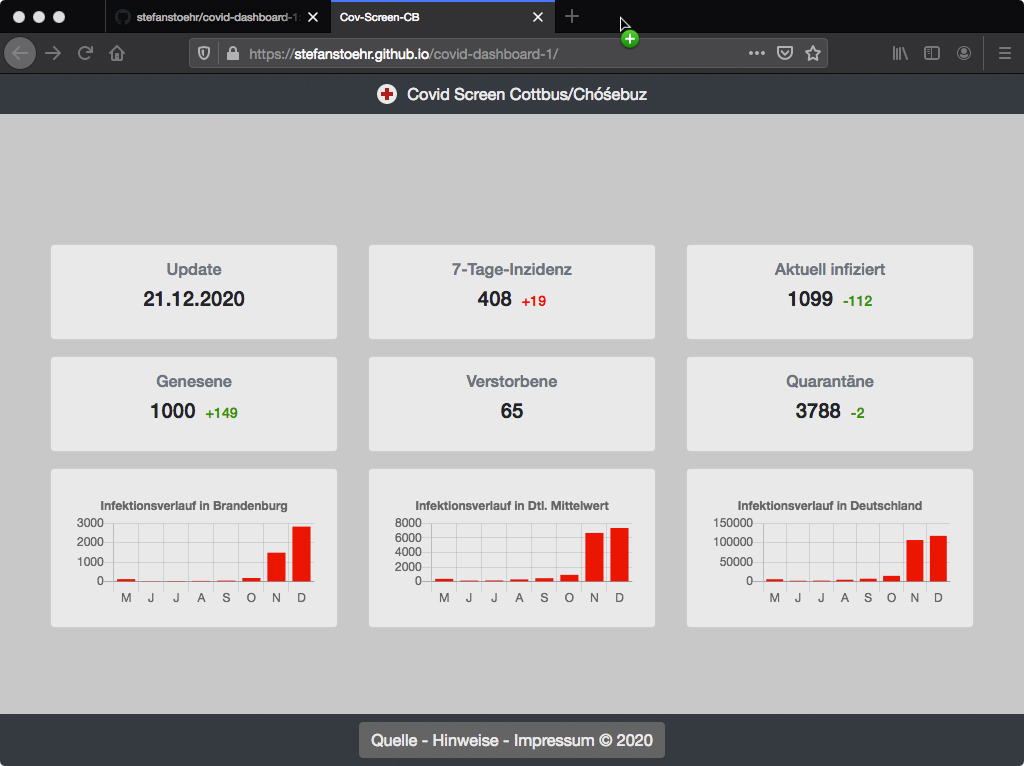 stefanstoehr/covid-dashboard-1:
Cov-Screen-CB
https://stefanstoehr.github.io/covid-dashboard-1/
Covid Screen Cottbus/Chóśebuz
Update
21.12.2020
7-Tage-Inzidenz
408 +19
Aktuell infiziert
1099 -112
Genesene
1000 +149
Verstorbene
65
Quarantäne
3788 -2
Infektionsverlauf in Brandenburg
3000
2000
1000
0
M J J A S O N D
Infektionsverlauf in Dtl. Mittelwert
8000
6000
4000
2000
0
M J J A S O N D
Infektionsverlauf in Deutschland
150000
100000
50000
0
M J J A S O N D
Quelle - Hinweise - Impressum © 2020